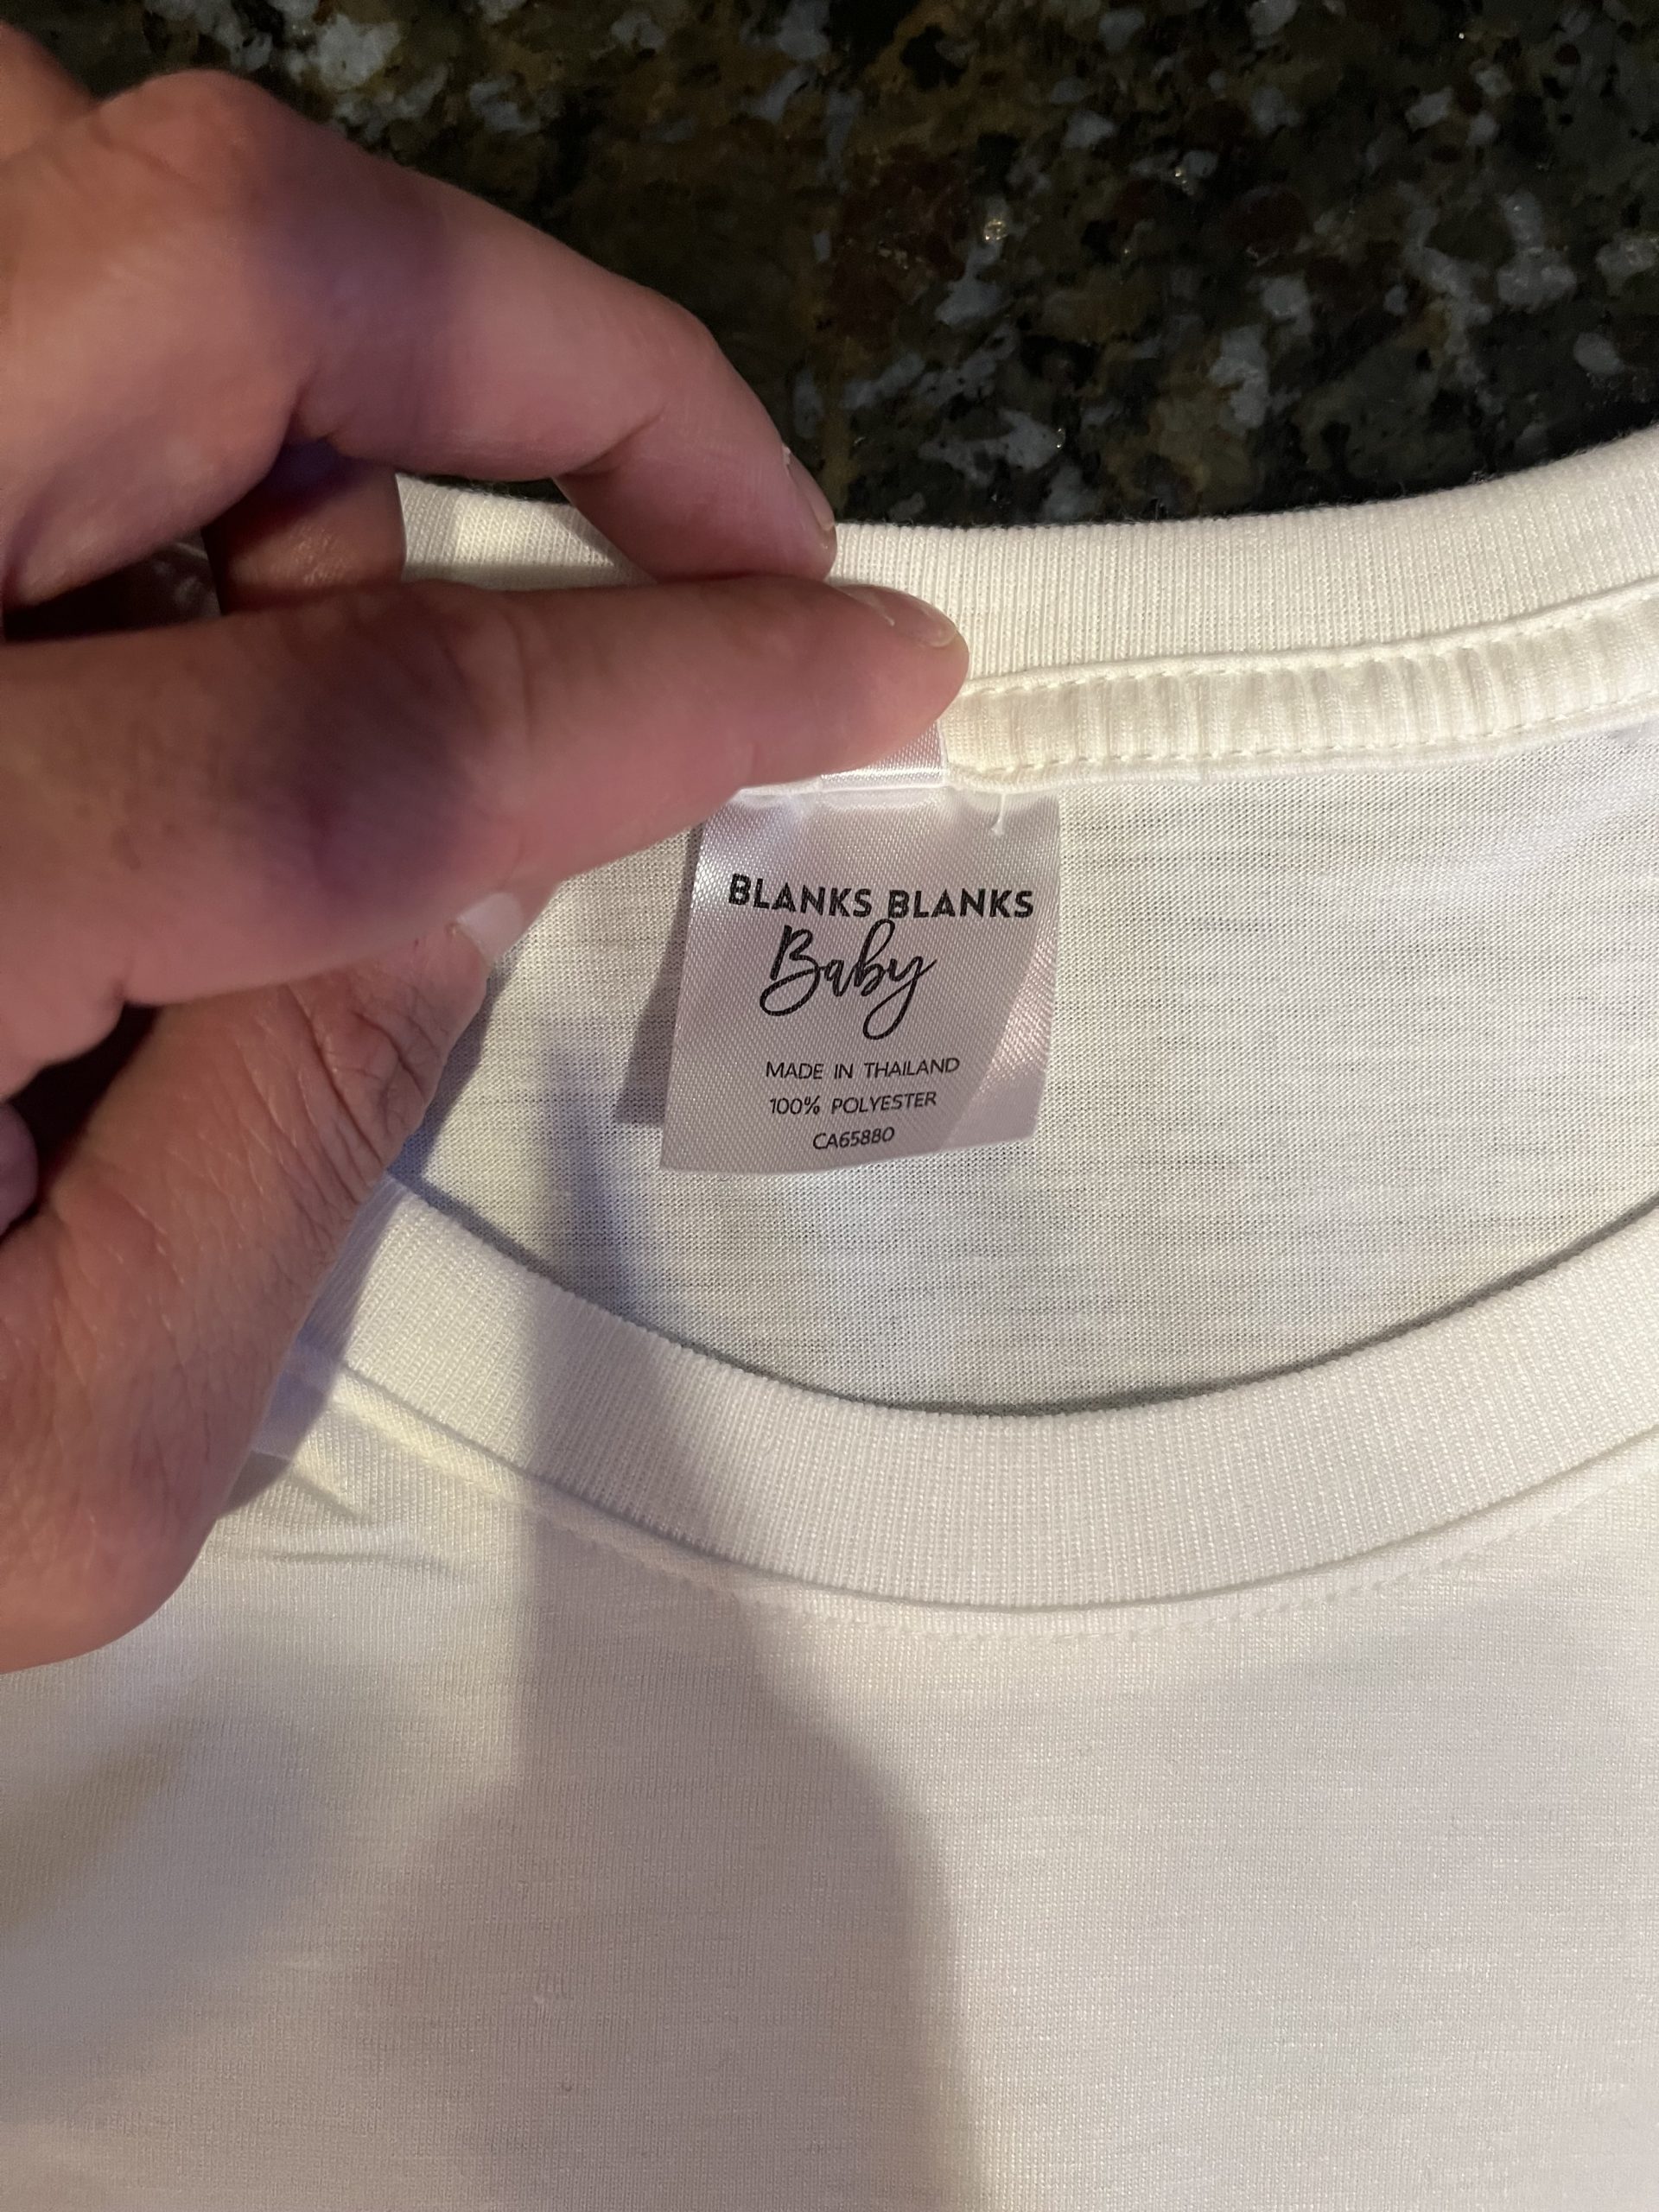 BLANKS BLANKS
Baby
MADE IN THAILAND
100% POLYESTER
CA65880